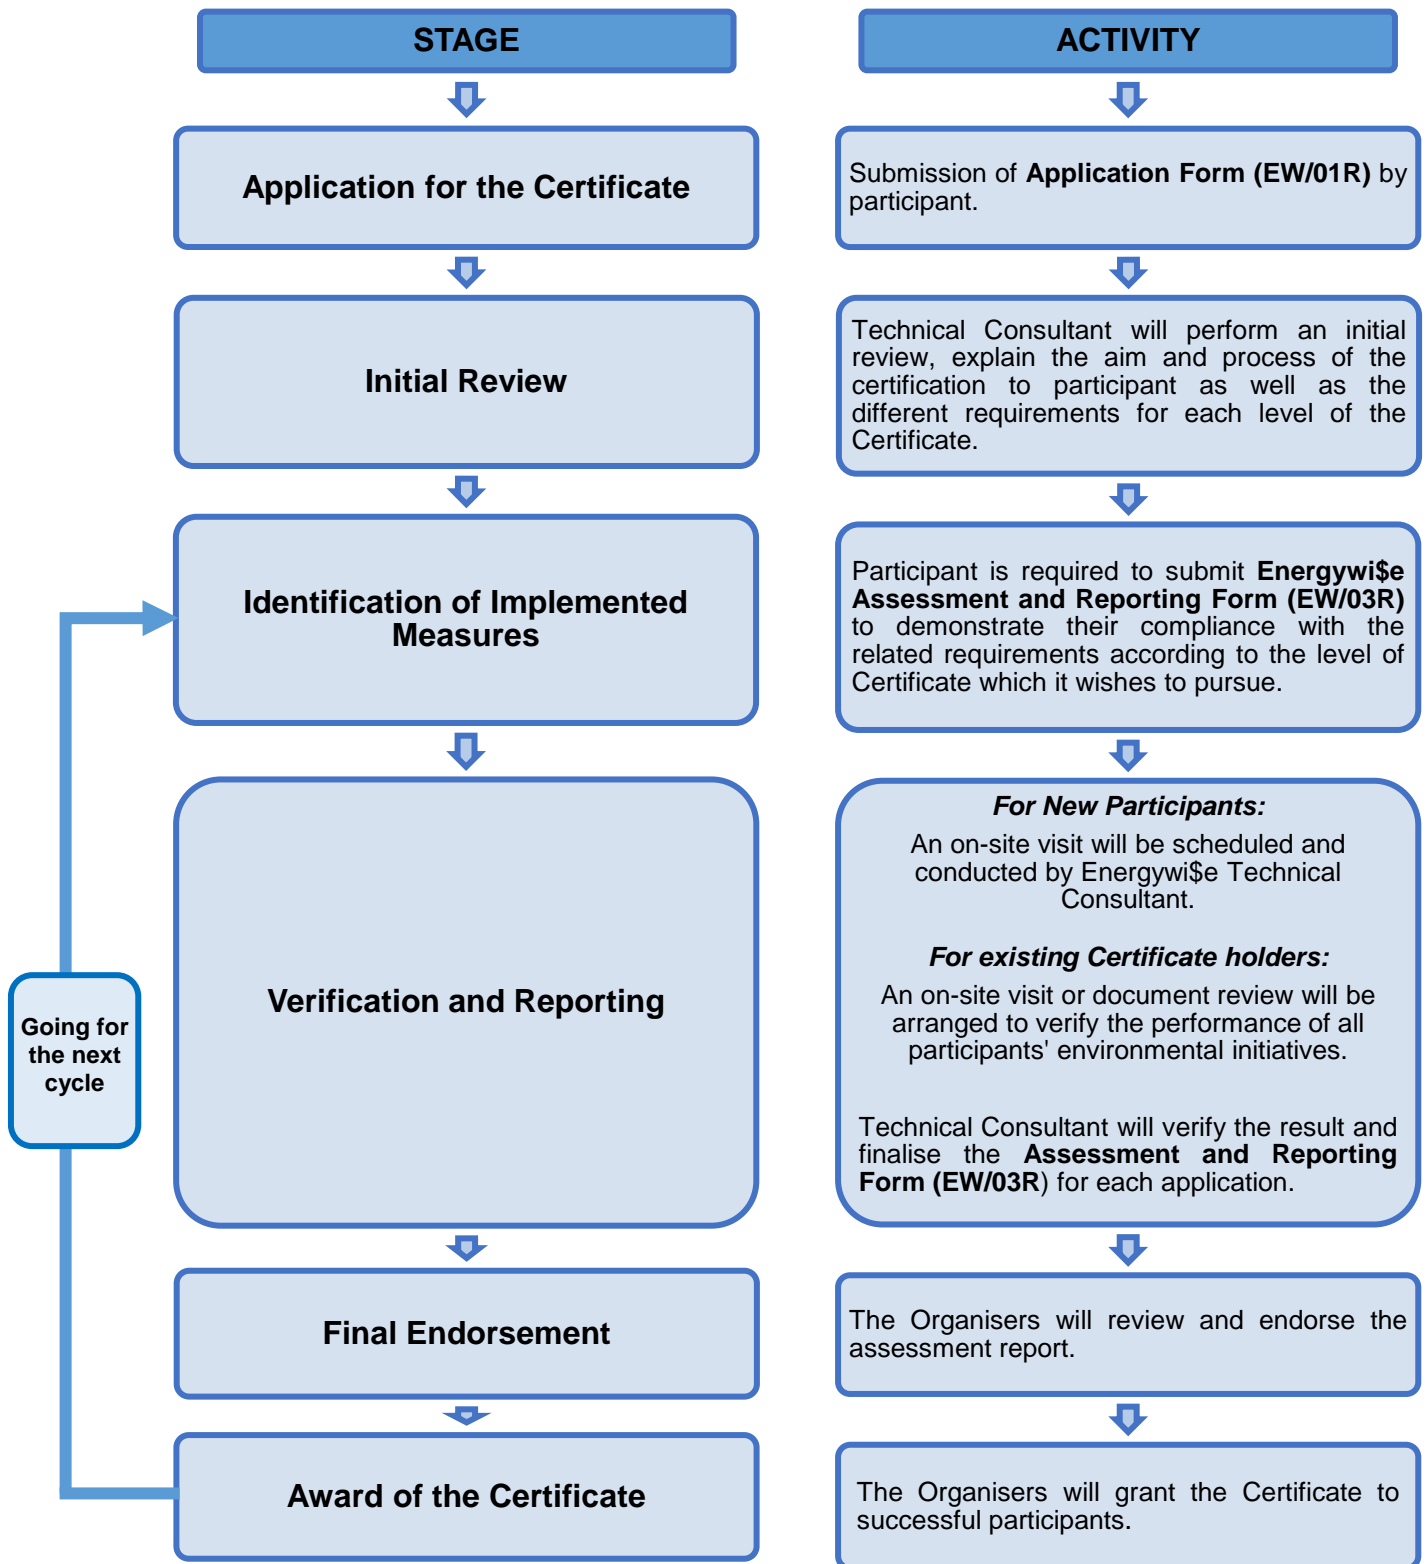 STAGE
ACTIVITY
Application for the Certificate
Submission of Application Form (EW/01R) by
participant.
Initial Review
Technical Consultant will perform an initial
review, explain the aim and process of the
certification to participant as well as the
different requirements for each level of the
Certificate.
Identification of Implemented
Measures
Participant is required to submit Energywi$e
Assessment and Reporting Form (EW/03R)
to demonstrate their compliance with the
related requirements according to the level of
Certificate which it wishes to pursue.
Verification and Reporting
For New Participants:
An on-site visit will be scheduled and
conducted by Energywi$e Technical
Consultant.
For existing Certificate holders:
An on-site visit or document review will be
arranged to verify the performance of all
participants' environmental initiatives.
Technical Consultant will verify the result and
finalise the Assessment and Reporting
Form (EW/03R) for each application.
Going for
the next
cycle
Final Endorsement
The Organisers will review and endorse the
assessment report.
Award of the Certificate
The Organisers will grant the Certificate to
successful participants.